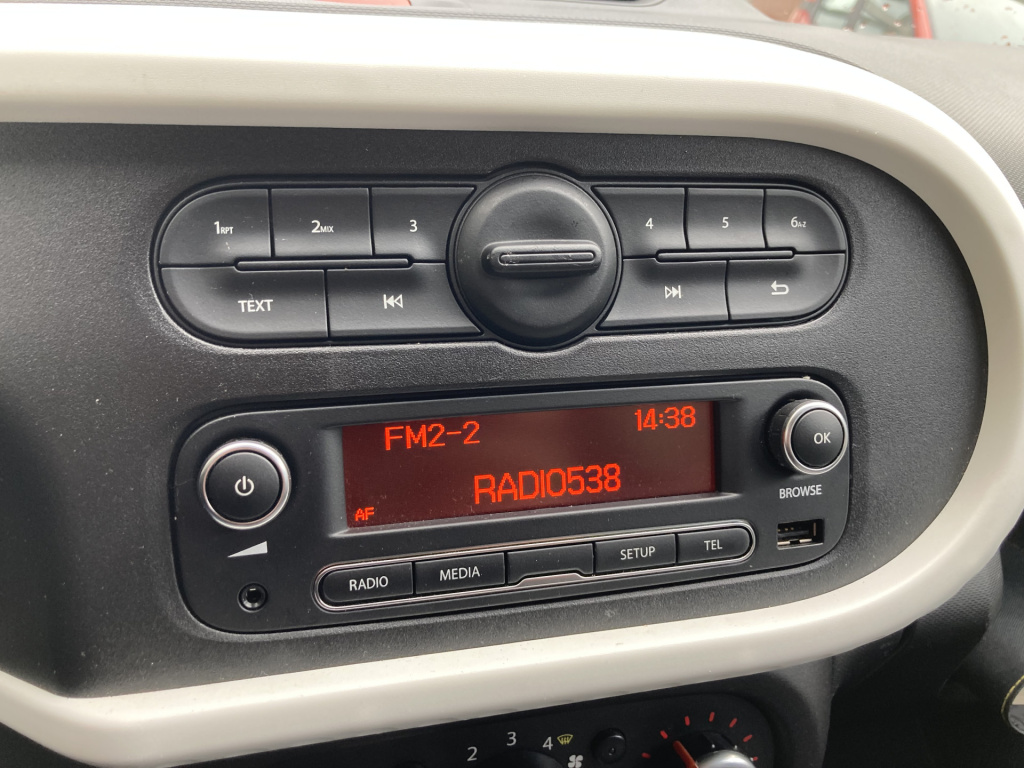 1RPT 2MIX 3 4 5 6A-Z
TEXT
FM2-2 14:38
RADIO538
AF
OK
BROWSE
RADIO MEDIA SETUP TEL
2 3 4